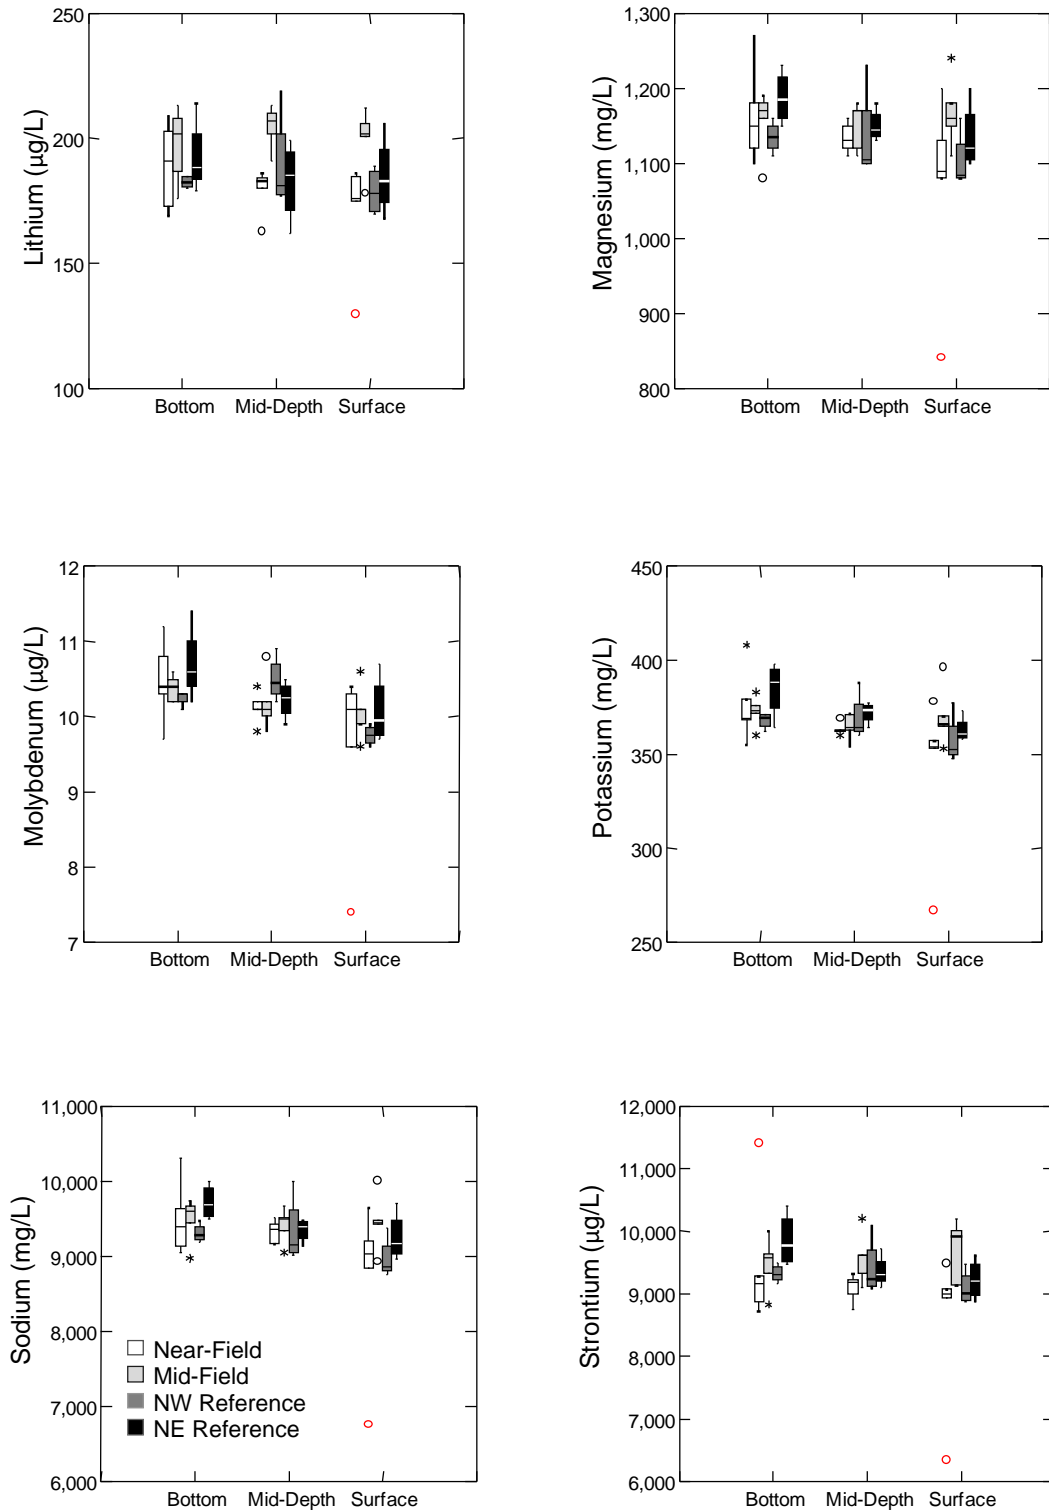 250
200
150
100
Lithium (µg/L)
Bottom Mid-Depth Surface
1,300
1,200
1,100
1,000
900
800
Magnesium (mg/L)
Bottom Mid-Depth Surface
12
11
10
9
8
7
Molybdenum (µg/L)
Bottom Mid-Depth Surface
450
400
350
300
250
Potassium (mg/L)
Bottom Mid-Depth Surface
11,000
10,000
9,000
8,000
7,000
6,000
Sodium (mg/L)
Near-Field
Mid-Field
NW Reference
NE Reference
Bottom Mid-Depth Surface
12,000
11,000
10,000
9,000
8,000
7,000
6,000
Strontium (µg/L)
Bottom Mid-Depth Surface